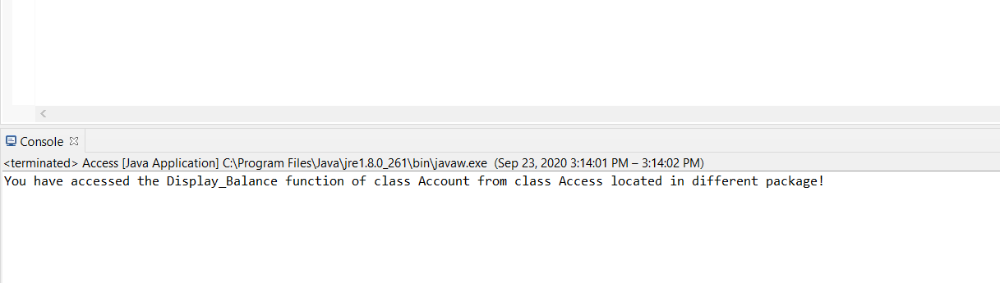 Console
<terminated> Access [Java Application] C:\Program Files\Java\jre1.8.0_261\bin\javaw.exe (Sep 23, 2020 3:14:01 PM – 3:14:02 PM)
You have accessed the Display_Balance function of class Account from class Access located in different package!